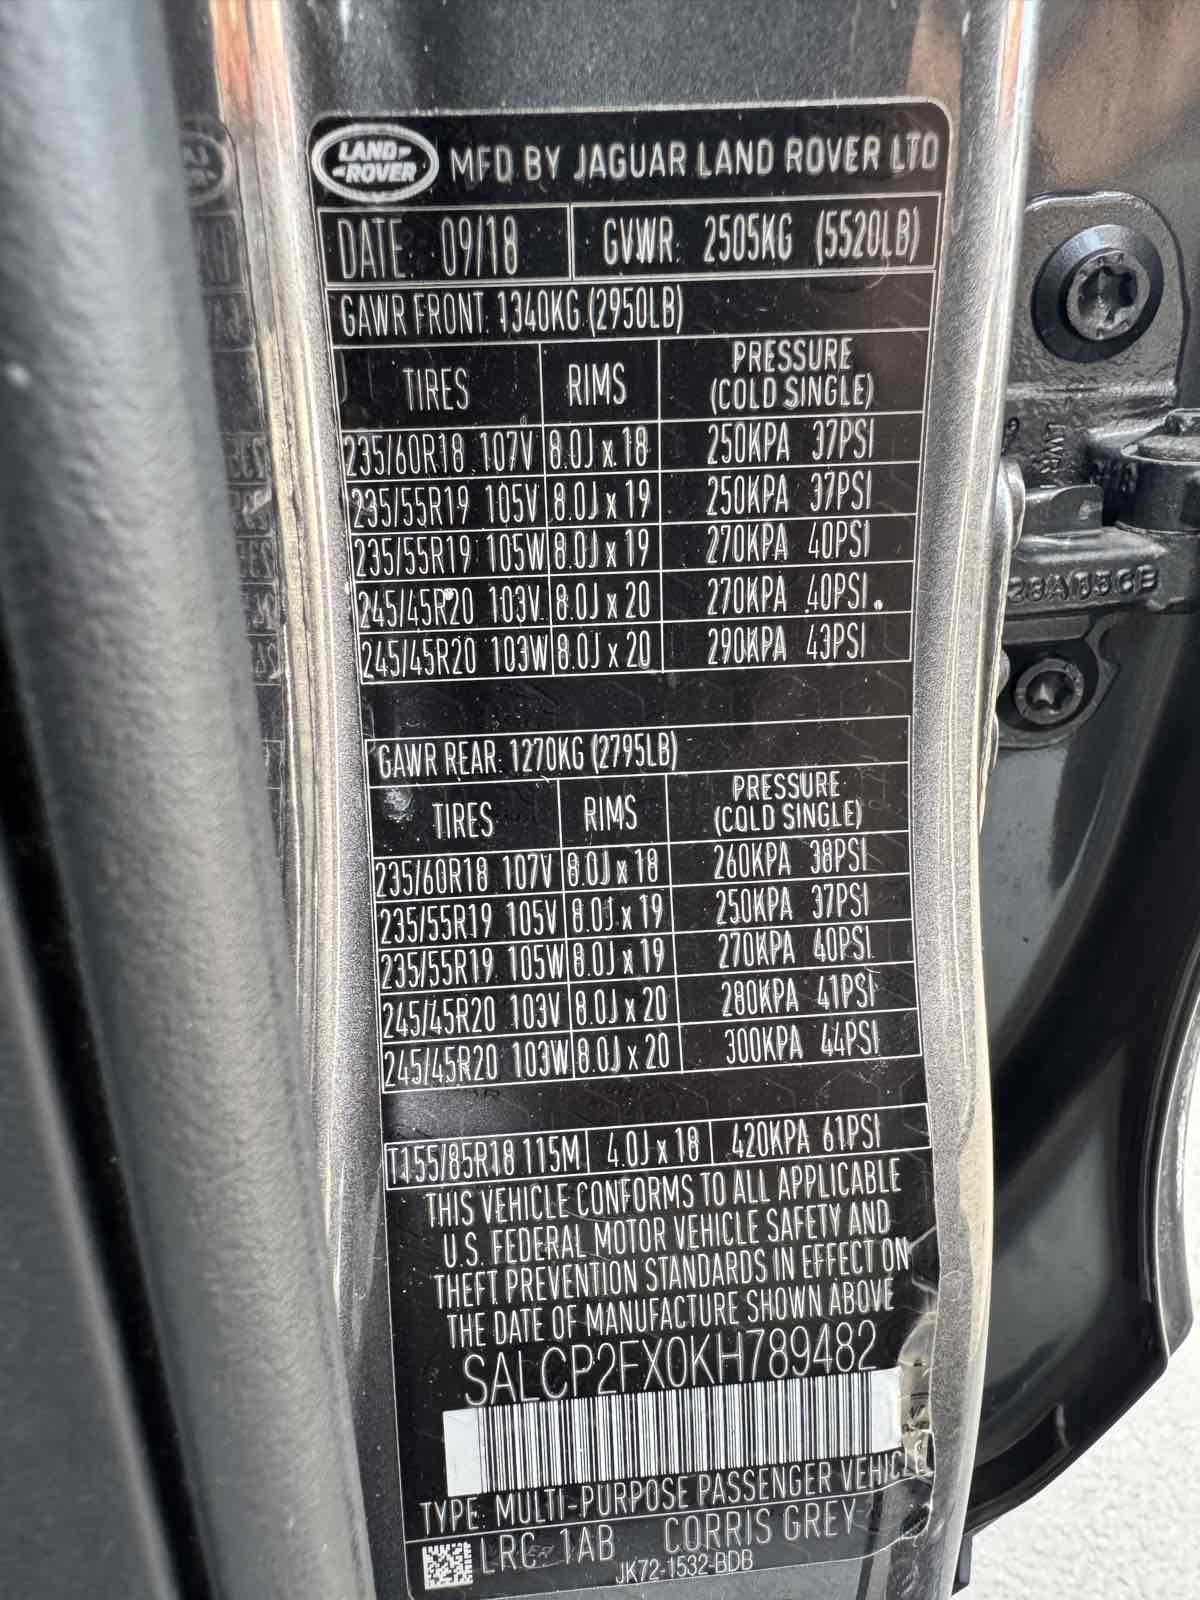 LAND ROVER MFD BY JAGUAR LAND ROVER LTD
DATE: 09/18 GVWR: 2505KG (5520LB)
GAWR FRONT: 1340KG (2950LB)
TIRES RIMS PRESSURE (COLD SINGLE)
235/60R18 107V 8.0J x 18 250KPA 37PSI
235/55R19 105V 8.0J x 19 250KPA 37PSI
235/55R19 105W 8.0J x 19 270KPA 40PSI
245/45R20 103V 8.0J x 20 270KPA 40PSI
245/45R20 103W 8.0J x 20 290KPA 43PSI
GAWR REAR: 1270KG (2795LB)
TIRES RIMS PRESSURE (COLD SINGLE)
235/60R18 107V 8.0J x 18 260KPA 38PSI
235/55R19 105V 8.0J x 19 250KPA 37PSI
235/55R19 105W 8.0J x 19 270KPA 40PSI
245/45R20 103V 8.0J x 20 280KPA 41PSI
245/45R20 103W 8.0J x 20 300KPA 44PSI
T155/85R18 115M 4.0J x 18 420KPA 61PSI
THIS VEHICLE CONFORMS TO ALL APPLICABLE
U.S. FEDERAL MOTOR VEHICLE SAFETY AND
THEFT PREVENTION STANDARDS IN EFFECT ON
THE DATE OF MANUFACTURE SHOWN ABOVE
SALCP2FX0KH789482
TYPE: MULTI-PURPOSE PASSENGER VEHICLE
LRC 1AB CORRIS GREY
JK72-1532-BDB